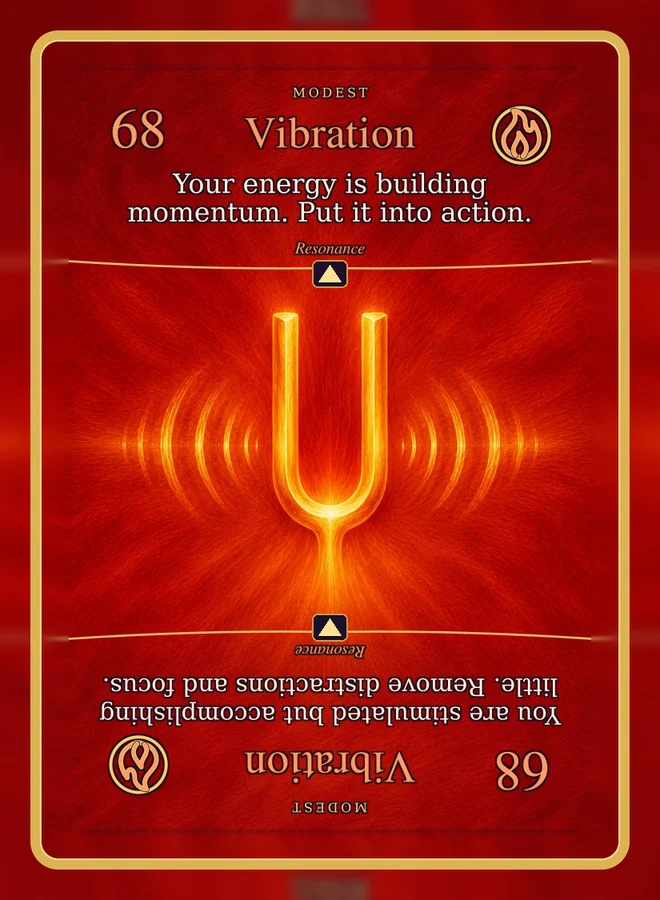 MODEST
68
Vibration
Your energy is building
momentum. Put it into action.
Resonance
MODEST
68
Vibration
You are stimulated but accomplishing
little. Remove distractions and focus.
Resonance